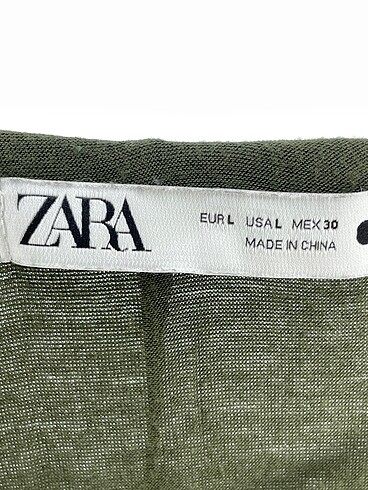 ZARA
EUR L USA L MEX 30
MADE IN CHINA